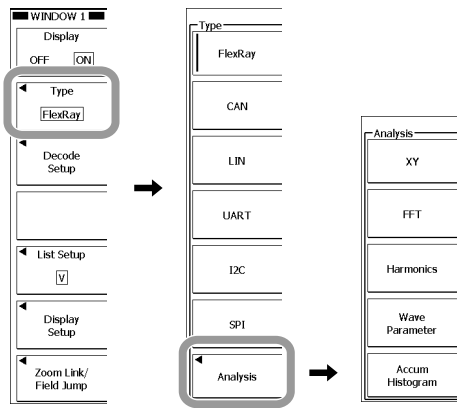 WINDOW 1
Display
OFF ON
Type
FlexRay
Decode
Setup
List Setup
V
Display
Setup
Zoom Link/
Field Jump
Type
FlexRay
CAN
LIN
UART
I2C
SPI
Analysis
Analysis
XY
FFT
Harmonics
Wave
Parameter
Accum
Histogram